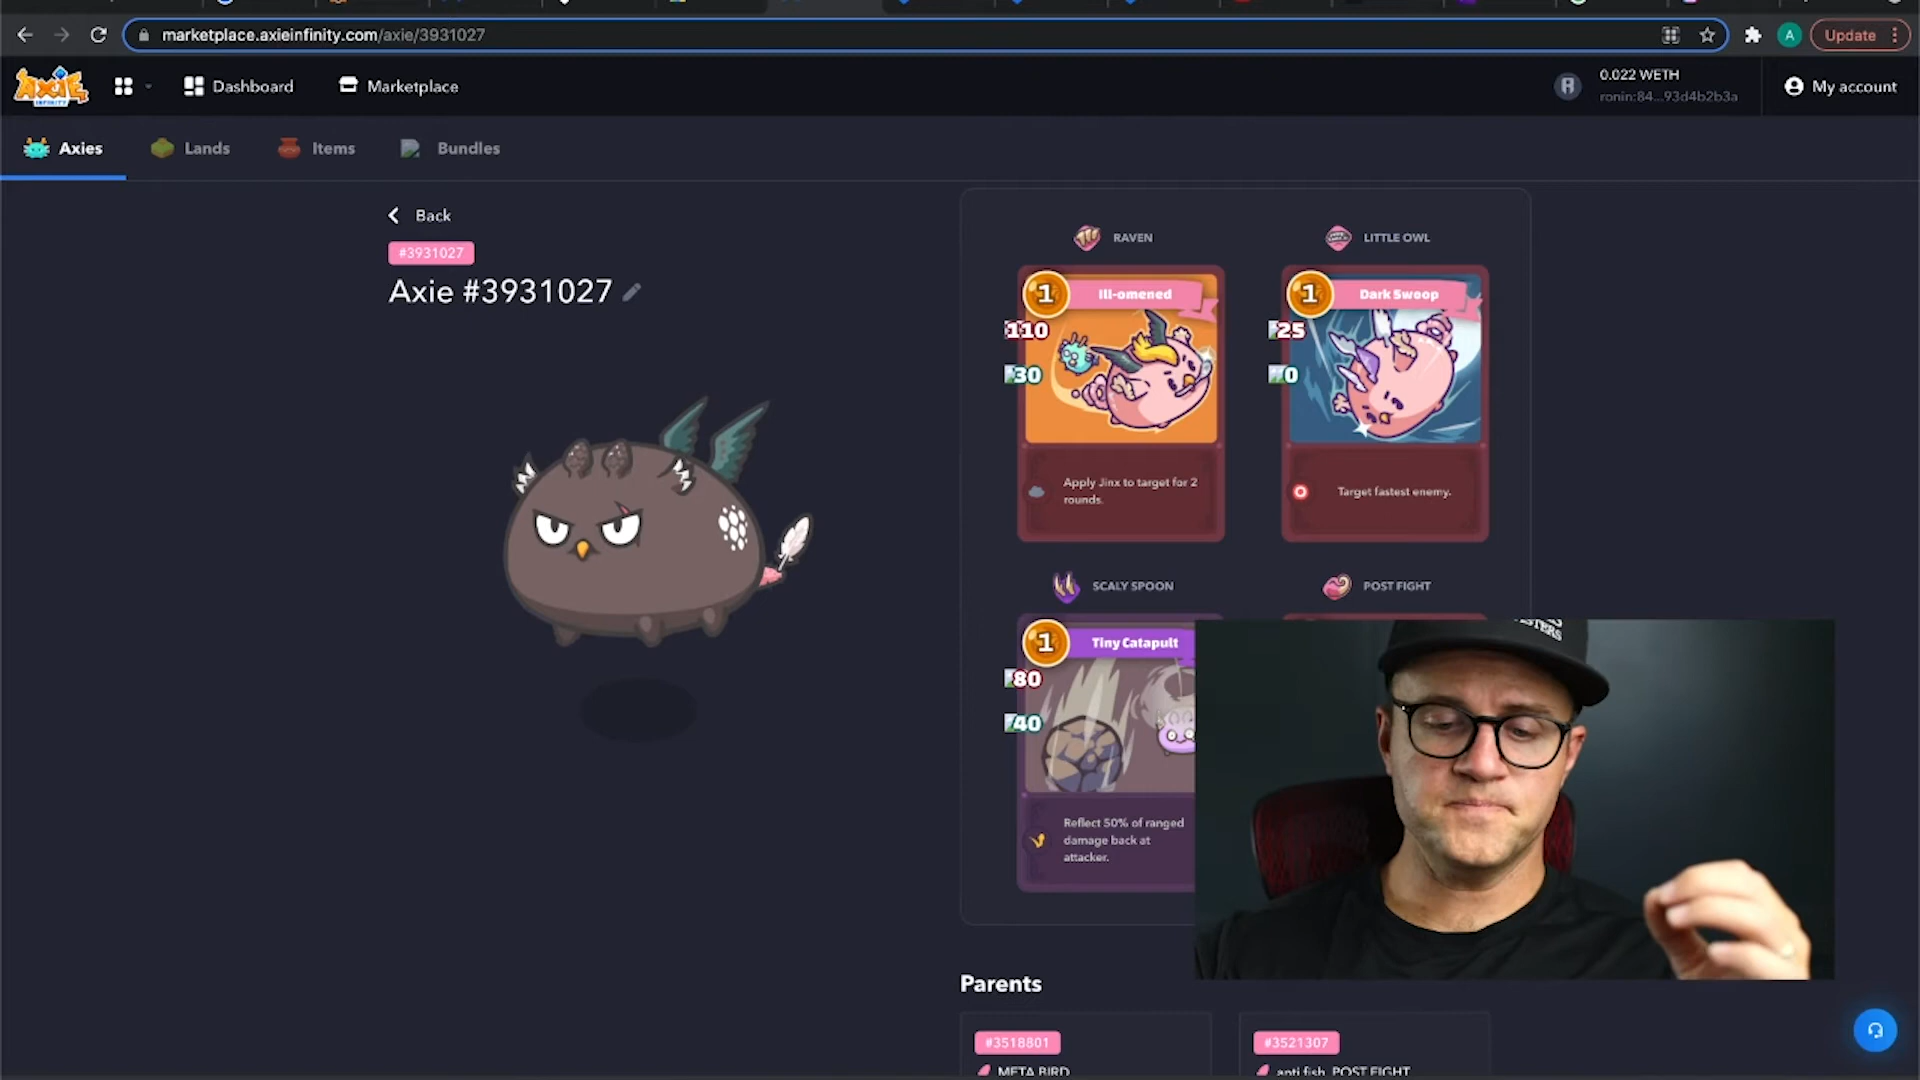 marketplace.axieinfinity.com/axie/3931027
A
Update
AXIE
INFINITY
Dashboard
Marketplace
0.022 WETH
ronin:84...93d4b2b3a
My account
Axies
Lands
Items
Bundles
Back
#3931027
Axie #3931027
RAVEN
LITTLE OWL
1
Ill-omened
110
30
Apply Jinx to target for 2
rounds.
1
Dark Swoop
25
0
Target fastest enemy.
SCALY SPOON
POST FIGHT
1
Tiny Catapult
80
40
Reflect 50% of ranged
damage back at
attacker.
Parents
#3518801
META BIRD
#3521307
anti fish, POST FIGHT